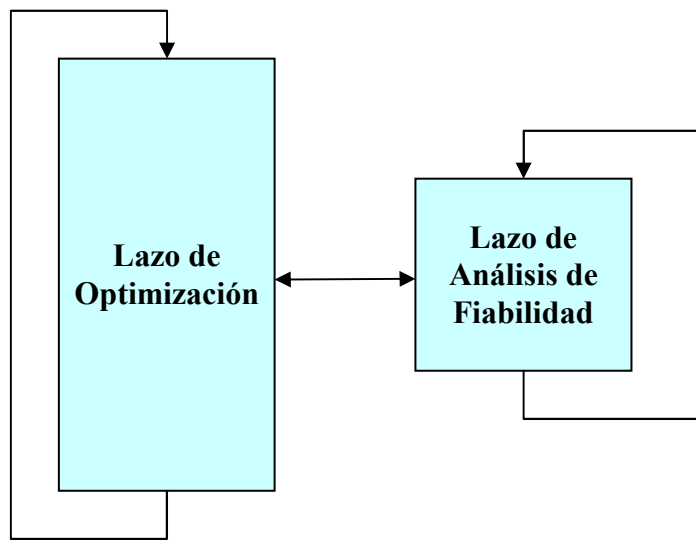 Lazo de
Optimización
Lazo de
Análisis de
Fiabilidad